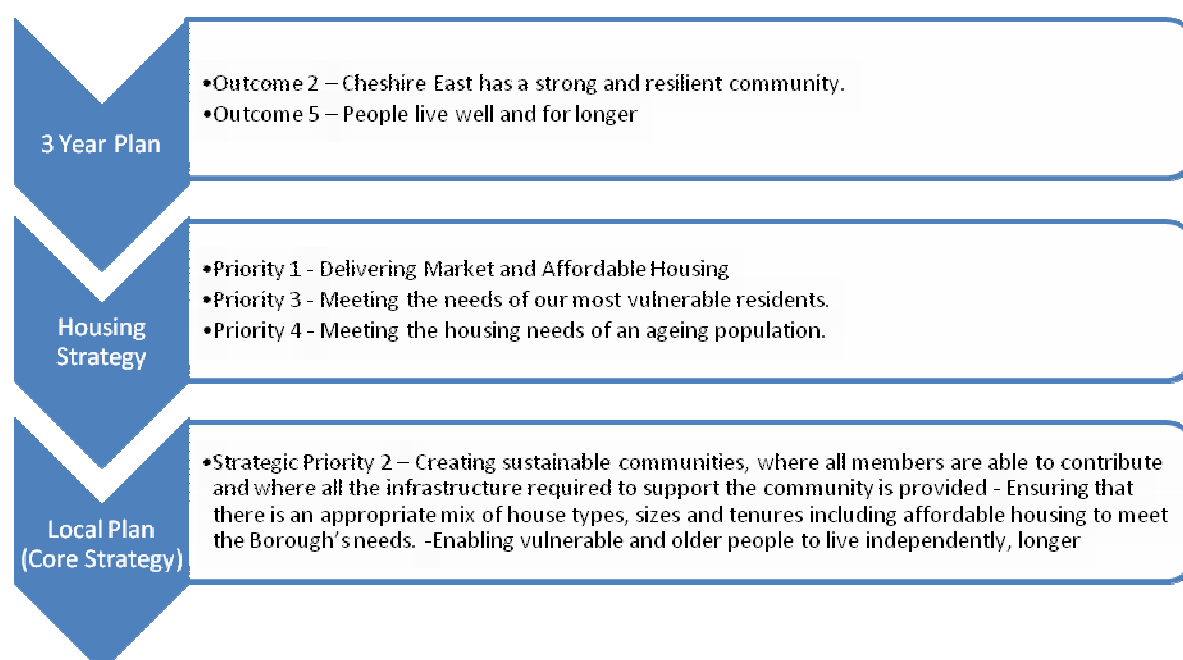 3 Year Plan
•Outcome 2 – Cheshire East has a strong and resilient community.
•Outcome 5 – People live well and for longer
Housing
Strategy
•Priority 1 - Delivering Market and Affordable Housing
•Priority 3 - Meeting the needs of our most vulnerable residents.
•Priority 4 - Meeting the housing needs of an ageing population.
Local Plan
(Core Strategy)
•Strategic Priority 2 – Creating sustainable communities, where all members are able to contribute
and where all the infrastructure required to support the community is provided - Ensuring that
there is an appropriate mix of house types, sizes and tenures including affordable housing to meet
the Borough's needs. -Enabling vulnerable and older people to live independently, longer